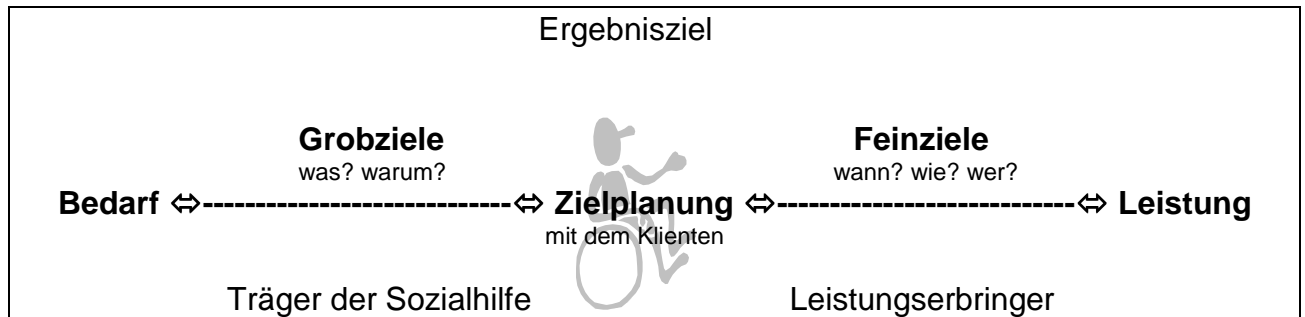 Ergebnisziel
Grobziele Feinziele
was? warum? wann? wie? wer?
Bedarf ⇔-----------------------------⇔ Zielplanung ⇔----------------------------⇔ Leistung
mit dem Klienten
Träger der Sozialhilfe Leistungserbringer